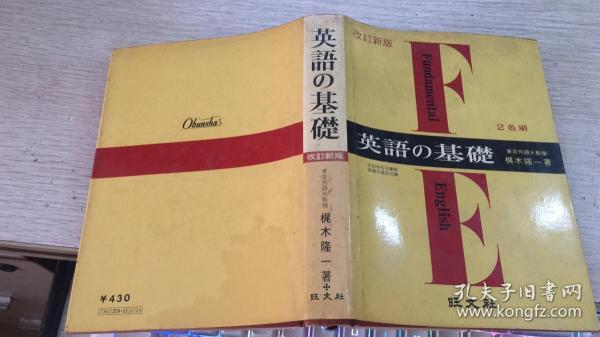 Obunsha's
¥430
英語の基礎
改訂新版
東京外語大教授
梶木隆一著
旺文社
改訂新版
Fundamental
2色刷
英語の基礎
東京外語大教授
梶木隆一著
English
旺文社
孔夫子旧书网
www.kongfz.com